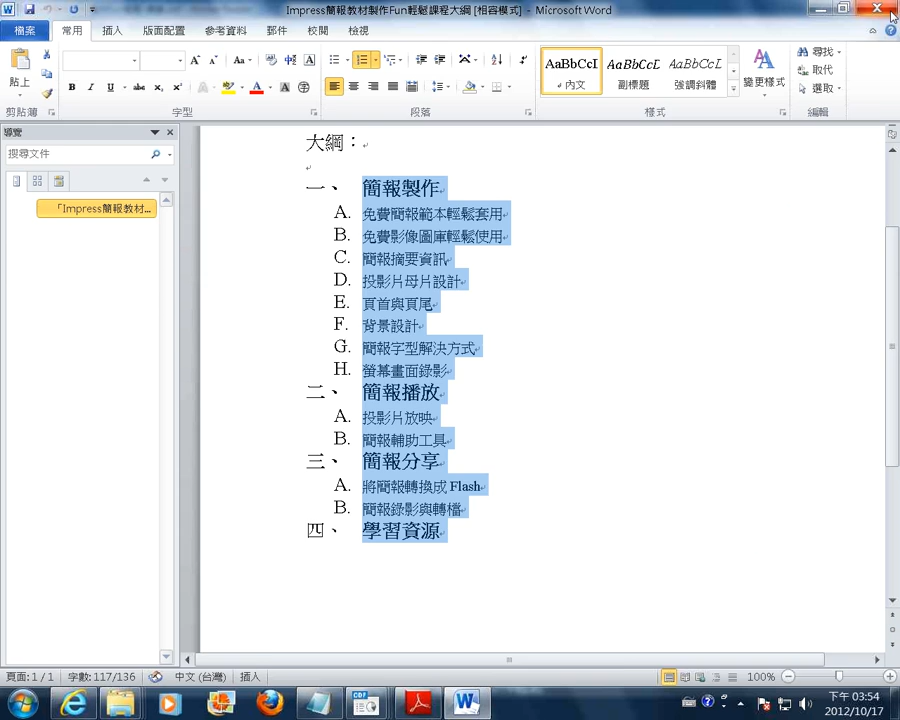 Impress簡報教材製作Fun輕鬆課程大綱 [相容模式] - Microsoft Word
檔案 常用 插入 版面配置 參考資料 郵件 校閱 檢視
貼上
AaBbCcI AaBbCcL AaBbCcL
內文 副標題 強調斜體
變更樣式
尋找
取代
選取
剪貼簿 字型 段落 樣式 編輯
導覽
搜尋文件
「Impress簡報教材...
大綱：
一、 簡報製作
A. 免費簡報範本輕鬆套用
B. 免費影像圖庫輕鬆使用
C. 簡報摘要資訊
D. 投影片母片設計
E. 頁首與頁尾
F. 背景設計
G. 簡報字型解決方式
H. 螢幕畫面錄影
二、 簡報播放
A. 投影片放映
B. 簡報輔助工具
三、 簡報分享
A. 將簡報轉換成 Flash
B. 簡報錄影與轉檔
四、 學習資源
頁面: 1 / 1 字數: 117/136 中文 (台灣) 插入 100%
下午 03:54
2012/10/17